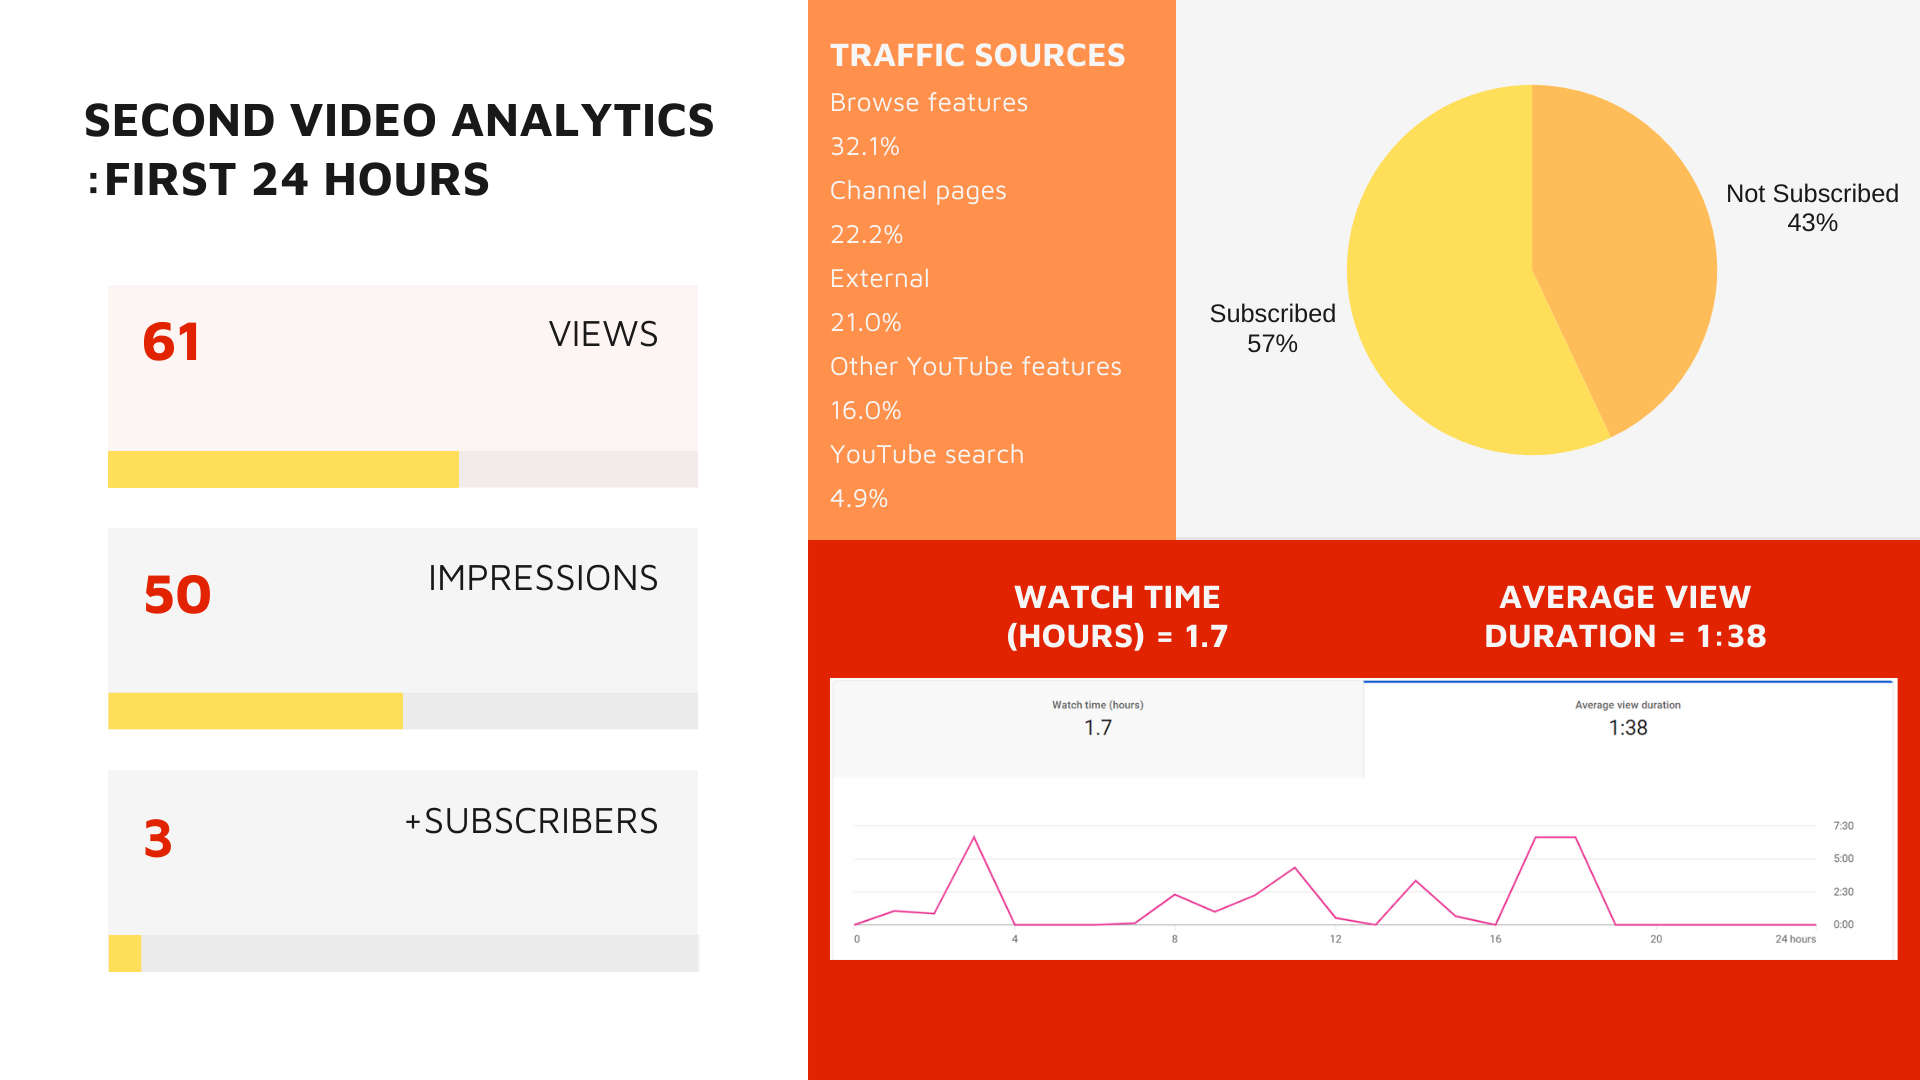 SECOND VIDEO ANALYTICS
:FIRST 24 HOURS
61
VIEWS
50
IMPRESSIONS
3
+SUBSCRIBERS
TRAFFIC SOURCES
Browse features
32.1%
Channel pages
22.2%
External
21.0%
Other YouTube features
16.0%
YouTube search
4.9%
Not Subscribed
43%
Subscribed
57%
WATCH TIME
(HOURS) = 1.7
AVERAGE VIEW
DURATION = 1:38
Watch time (hours)
1.7
Average view duration
1:38
7:30
5:00
2:30
0:00
0 4 8 12 16 20 24 hours